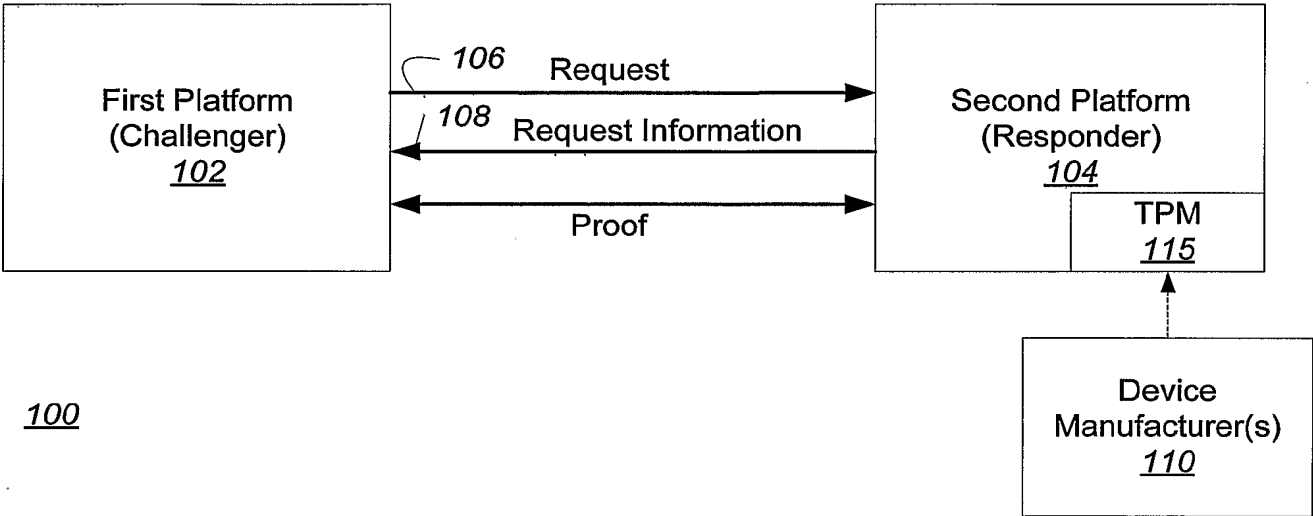 First Platform
(Challenger)
102
106
Request
108
Request Information
Proof
Second Platform
(Responder)
104
TPM
115
Device
Manufacturer(s)
110
100